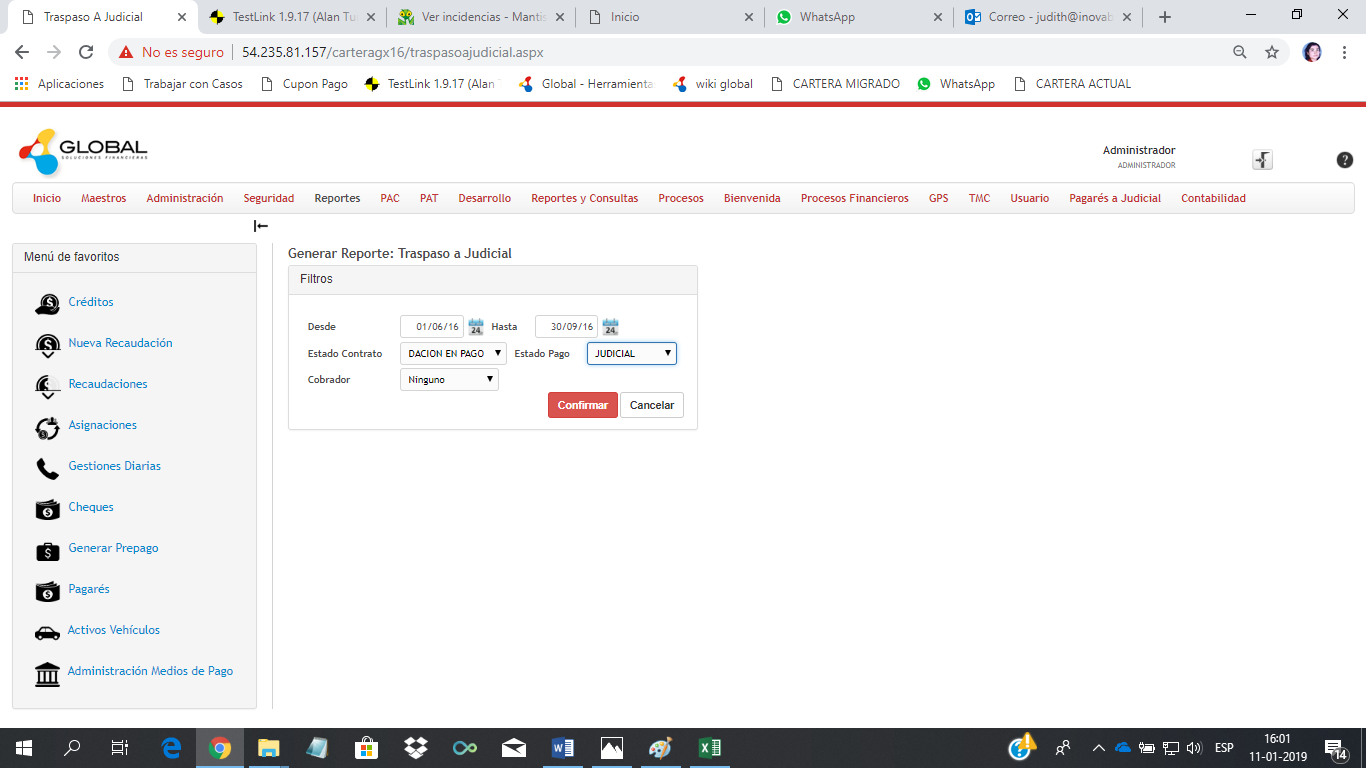 Traspaso A Judicial
TestLink 1.9.17 (Alan Tu
Ver incidencias - Mantis
Inicio
WhatsApp
Correo - judith@inovab
No es seguro
54.235.81.157/carteragx16/traspasoajudicial.aspx
Aplicaciones
Trabajar con Casos
Cupon Pago
TestLink 1.9.17 (Alan
Global - Herramienta
wiki global
CARTERA MIGRADO
WhatsApp
CARTERA ACTUAL
GLOBAL
SOLUCIONES FINANCIERAS
Administrador
ADMINISTRADOR
Inicio
Maestros
Administración
Seguridad
Reportes
PAC
PAT
Desarrollo
Reportes y Consultas
Procesos
Bienvenida
Procesos Financieros
GPS
TMC
Usuario
Pagarés a Judicial
Contabilidad
Menú de favoritos
Créditos
Nueva Recaudación
Recaudaciones
Asignaciones
Gestiones Diarias
Cheques
Generar Prepago
Pagarés
Activos Vehículos
Administración Medios de Pago
Generar Reporte: Traspaso a Judicial
Filtros
Desde 01/06/16 24 Hasta 30/09/16 24
Estado Contrato DACION EN PAGO Estado Pago JUDICIAL
Cobrador Ninguno
Confirmar Cancelar
ESP
16:01
11-01-2019
14